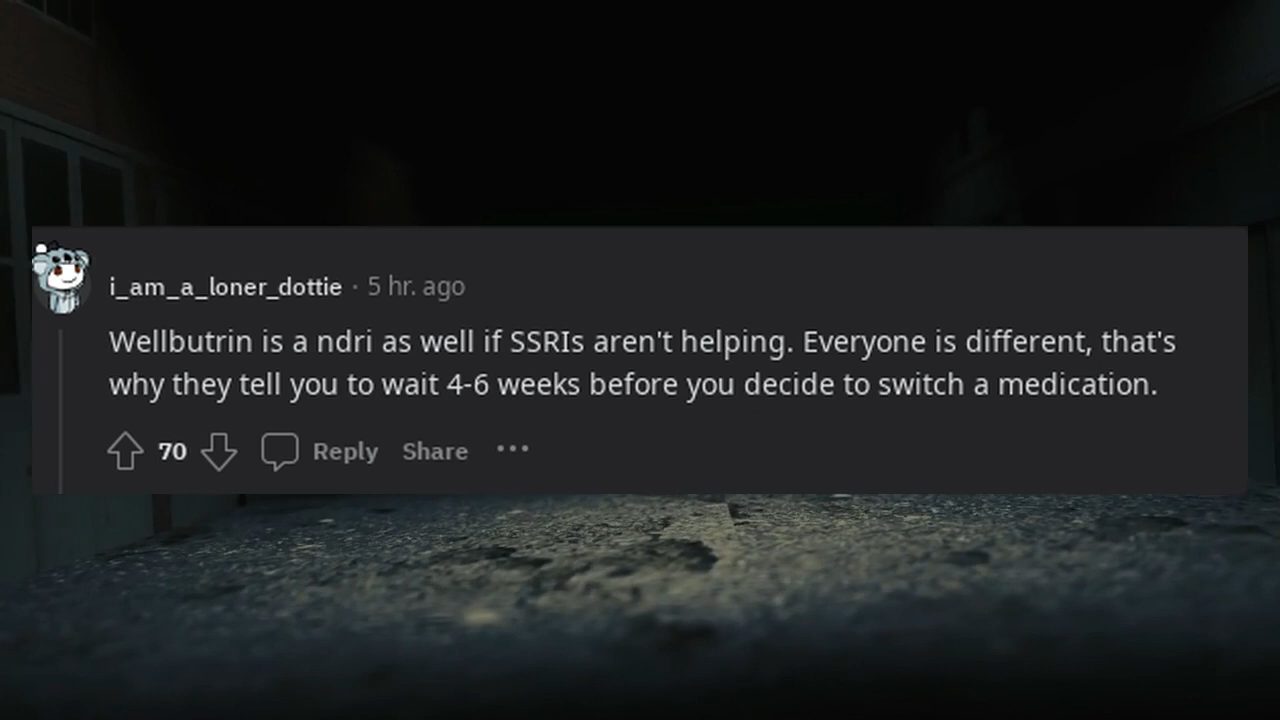 i_am_a_loner_dottie · 5 hr. ago
Wellbutrin is a ndri as well if SSRIs aren't helping. Everyone is different, that's
why they tell you to wait 4-6 weeks before you decide to switch a medication.
70 Reply Share ···